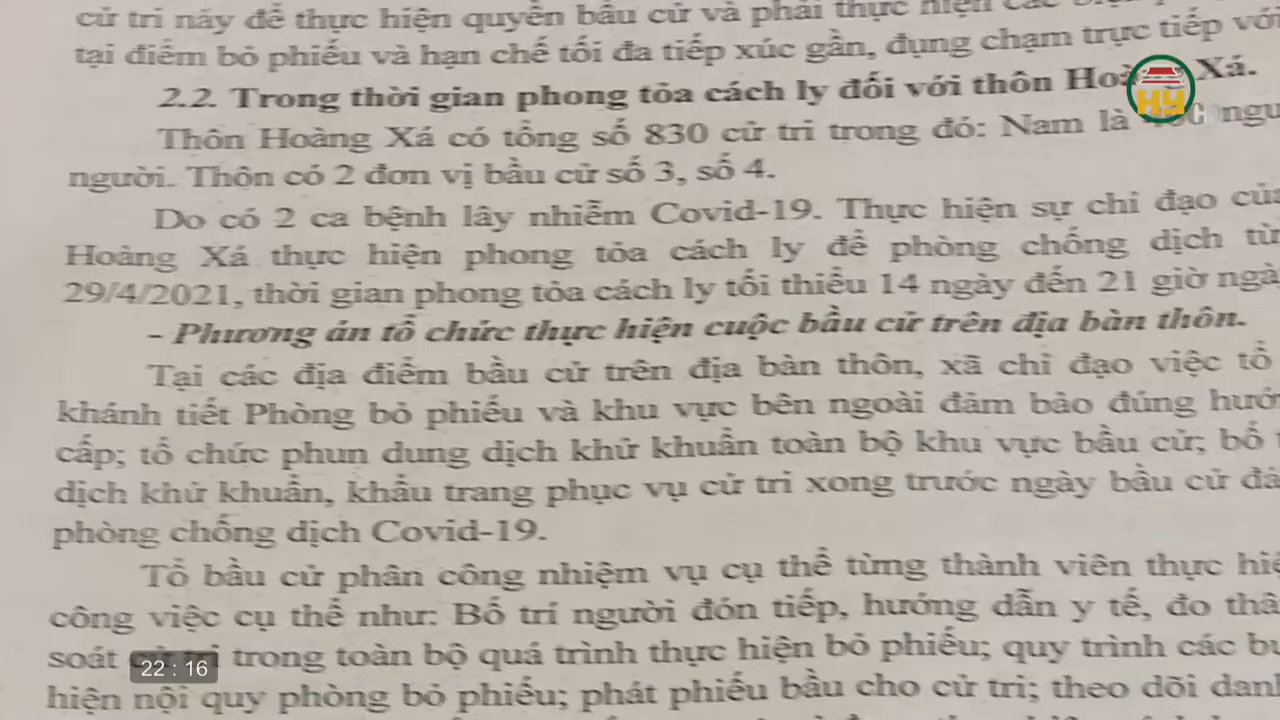 cử tri này để thực hiện quyền bầu cử và phải thực hiện các
tại điểm bỏ phiếu và hạn chế tối đa tiếp xúc gần, đụng chạm trực tiếp với
2.2. Trong thời gian phong tỏa cách ly đối với thôn Hoàng Xá.
Thôn Hoàng Xá có tổng số 830 cử tri trong đó: Nam là
người. Thôn có 2 đơn vị bầu cử số 3, số 4.
Do có 2 ca bệnh lây nhiễm Covid-19. Thực hiện sự chỉ đạo của
Hoàng Xá thực hiện phong tỏa cách ly để phòng chống dịch từ
29/4/2021, thời gian phong tỏa cách ly tối thiểu 14 ngày đến 21 giờ ngà
- Phương án tổ chức thực hiện cuộc bầu cử trên địa bàn thôn.
Tại các địa điểm bầu cử trên địa bàn thôn, xã chỉ đạo việc tổ
khánh tiết Phòng bỏ phiếu và khu vực bên ngoài đảm bảo đúng hướn
cấp; tổ chức phun dung dịch khử khuẩn toàn bộ khu vực bầu cử; bố
dịch khử khuẩn, khẩu trang phục vụ cử tri xong trước ngày bầu cử đả
phòng chống dịch Covid-19.
Tổ bầu cử phân công nhiệm vụ cụ thể từng thành viên thực hiệ
công việc cụ thể như: Bố trí người đón tiếp, hướng dẫn y tế, đo thâ
soát cử tri trong toàn bộ quá trình thực hiện bỏ phiếu; quy trình các bư
hiện nội quy phòng bỏ phiếu; phát phiếu bầu cho cử tri; theo dõi danh
HY
22 : 16